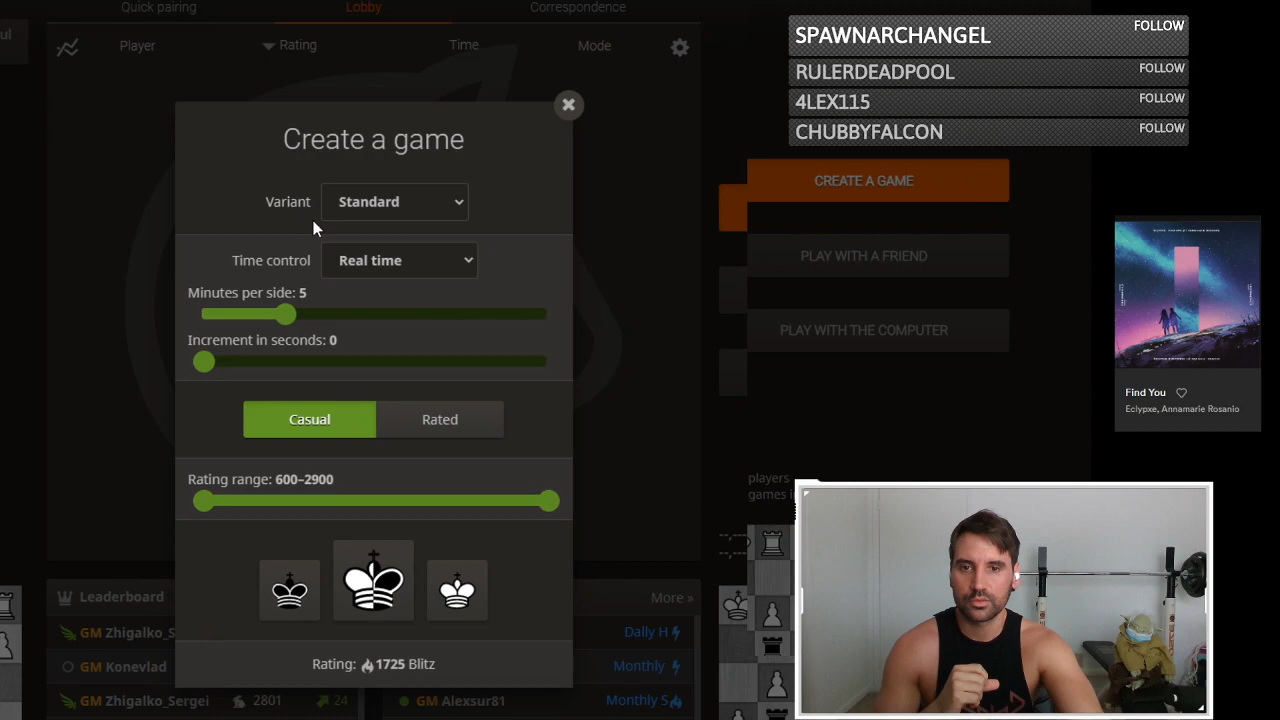 ul
Quick pairing
Lobby
Correspondence
Player
Rating
Time
Mode
Create a game
Variant
Standard
Time control
Real time
Minutes per side: 5
Increment in seconds: 0
Casual
Rated
Rating range: 600–2900
Rating: 1725 Blitz
CREATE A GAME
PLAY WITH A FRIEND
PLAY WITH THE COMPUTER
players
games i
Leaderboard
More »
GM Zhigalko_S
Dally H
GM Konevlad
Monthly
GM Zhigalko_Sergei
2801
24
GM Alexsur81
Monthly S
SPAWNARCHANGEL
FOLLOW
RULERDEADPOOL
FOLLOW
4LEX115
FOLLOW
CHUBBYFALCON
FOLLOW
Find You
Eclypxe, Annamarie Rosanio